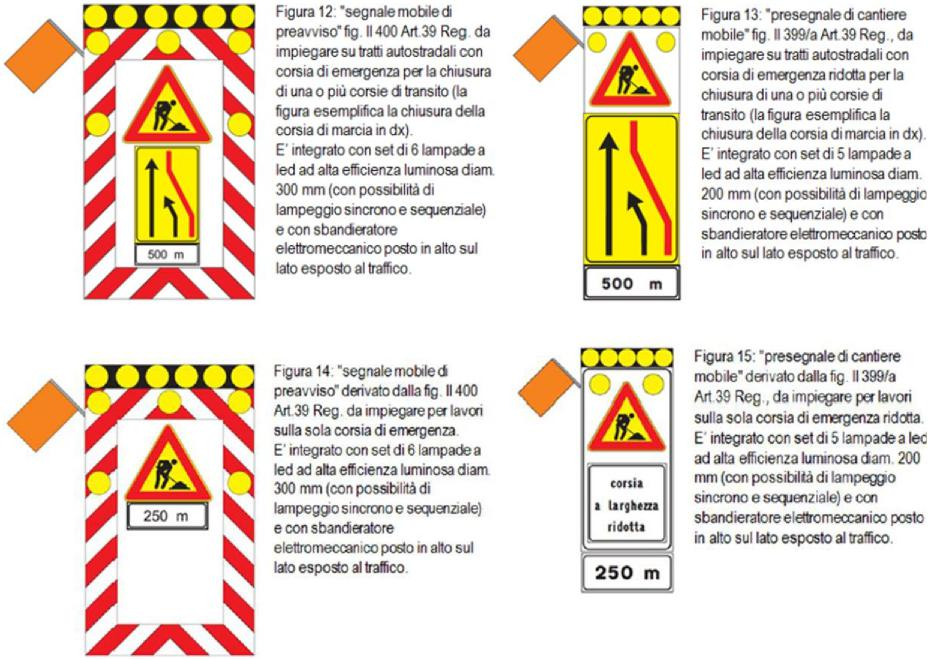 Figura 12: "segnale mobile di
preavviso" fig. II 400 Art.39 Reg. da
impiegare su tratti autostradali con
corsia di emergenza per la chiusura
di una o più corsie di transito (la
figura esemplifica la chiusura della
corsia di marcia in dx).
E' integrato con set di 6 lampade a
led ad alta efficienza luminosa diam.
300 mm (con possibilità di
lampeggio sincrono e sequenziale)
e con sbandieratore
elettromeccanico posto in alto sul
lato esposto al traffico.
500 m
Figura 13: "presegnale di cantiere
mobile" fig. II 399/a Art.39 Reg., da
impiegare su tratti autostradali con
corsia di emergenza ridotta per la
chiusura di una o più corsie di
transito (la figura esemplifica la
chiusura della corsia di marcia in dx).
E' integrato con set di 5 lampade a
led ad alta efficienza luminosa diam.
200 mm (con possibilità di lampeggio
sincrono e sequenziale) e con
sbandieratore elettromeccanico posto
in alto sul lato esposto al traffico.
500 m
Figura 14: "segnale mobile di
preavviso" derivato dalla fig. II 400
Art.39 Reg. da impiegare per lavori
sulla sola corsia di emergenza.
E' integrato con set di 6 lampade a
led ad alta efficienza luminosa diam.
300 mm (con possibilità di
lampeggio sincrono e sequenziale)
e con sbandieratore
elettromeccanico posto in alto sul
lato esposto al traffico.
250 m
Figura 15: "presegnale di cantiere
mobile" derivato dalla fig. II 399/a
Art.39 Reg., da impiegare per lavori
sulla sola corsia di emergenza ridotta.
E' integrato con set di 5 lampade a led
ad alta efficienza luminosa diam. 200
mm (con possibilità di lampeggio
sincrono e sequenziale) e con
sbandieratore elettromeccanico posto
in alto sul lato esposto al traffico.
corsia
a larghezza
ridotta
250 m